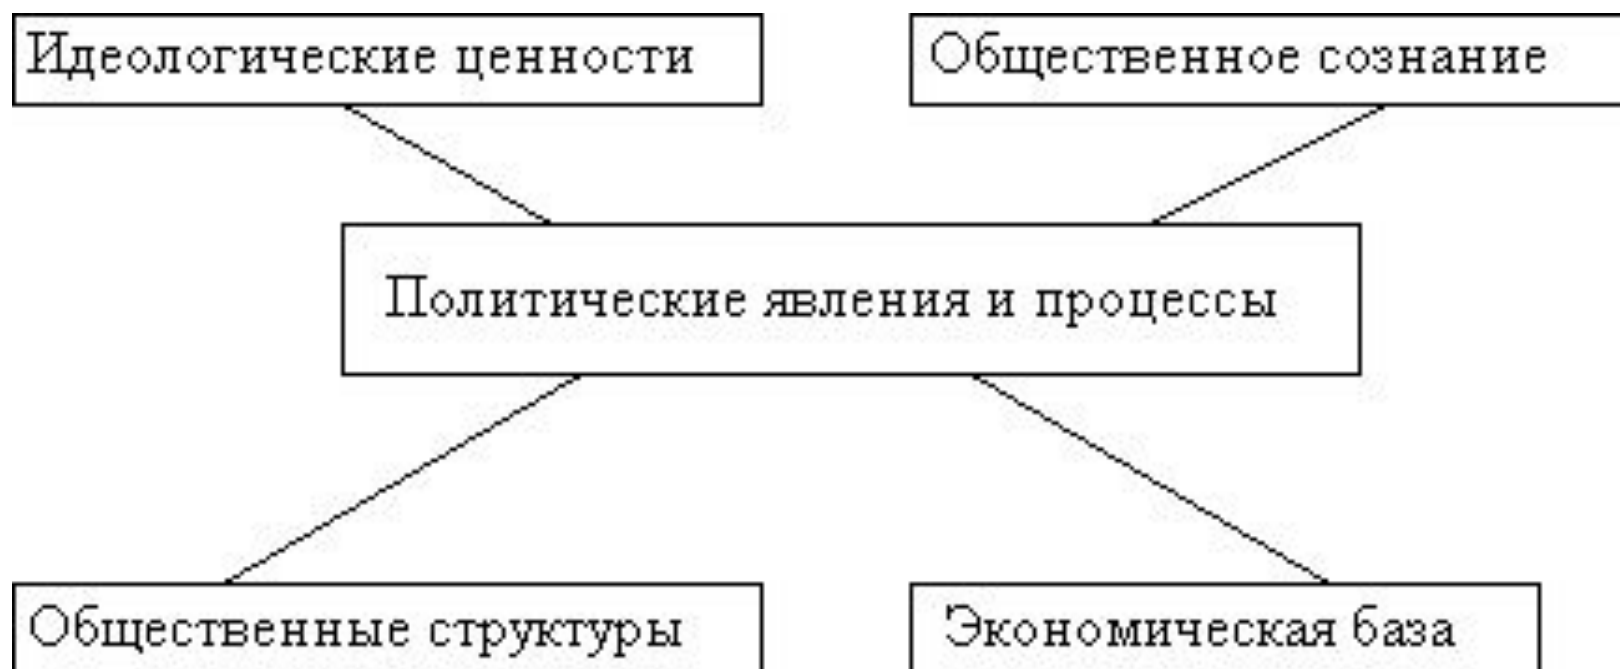 Идеологические ценности
Общественное сознание
Политические явления и процессы
Общественные структуры
Экономическая база